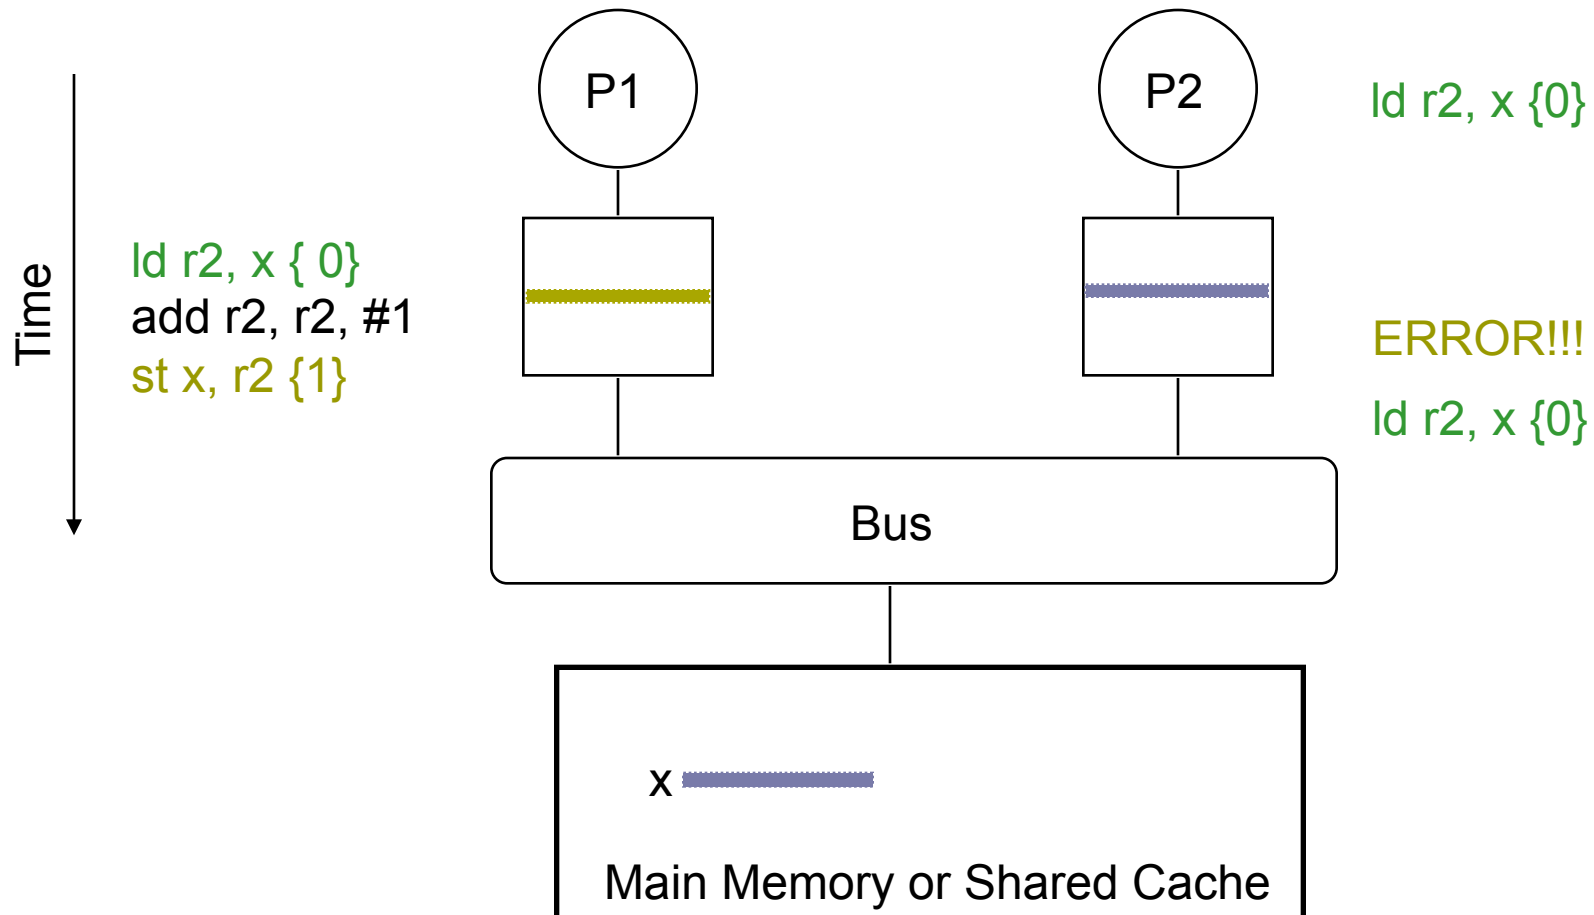 P1
P2
ld r2, x {0}
Time
ld r2, x { 0}
add r2, r2, #1
st x, r2 {1}
ERROR!!!
ld r2, x {0}
Bus
x
Main Memory or Shared Cache